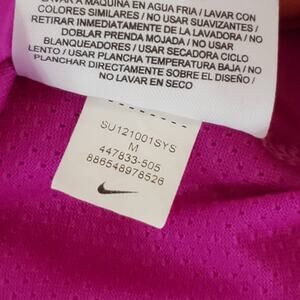 LAVAR A MAQUINA EN AGUA FRIA / LAVAR CON
COLORES SIMILARES / NO USAR SUAVIZANTES /
RETIRAR INMEDIATAMENTE DE LA LAVADORA / NO
DOBLAR PRENDA MOJADA / NO USAR
BLANQUEADORES / USAR SECADORA CICLO
LENTO / USAR PLANCHA TEMPERATURA BAJA / NO
PLANCHAR DIRECTAMENTE SOBRE EL DISEÑO /
NO LAVAR EN SECO
SU121001SYS
M
447833-505
886548978526